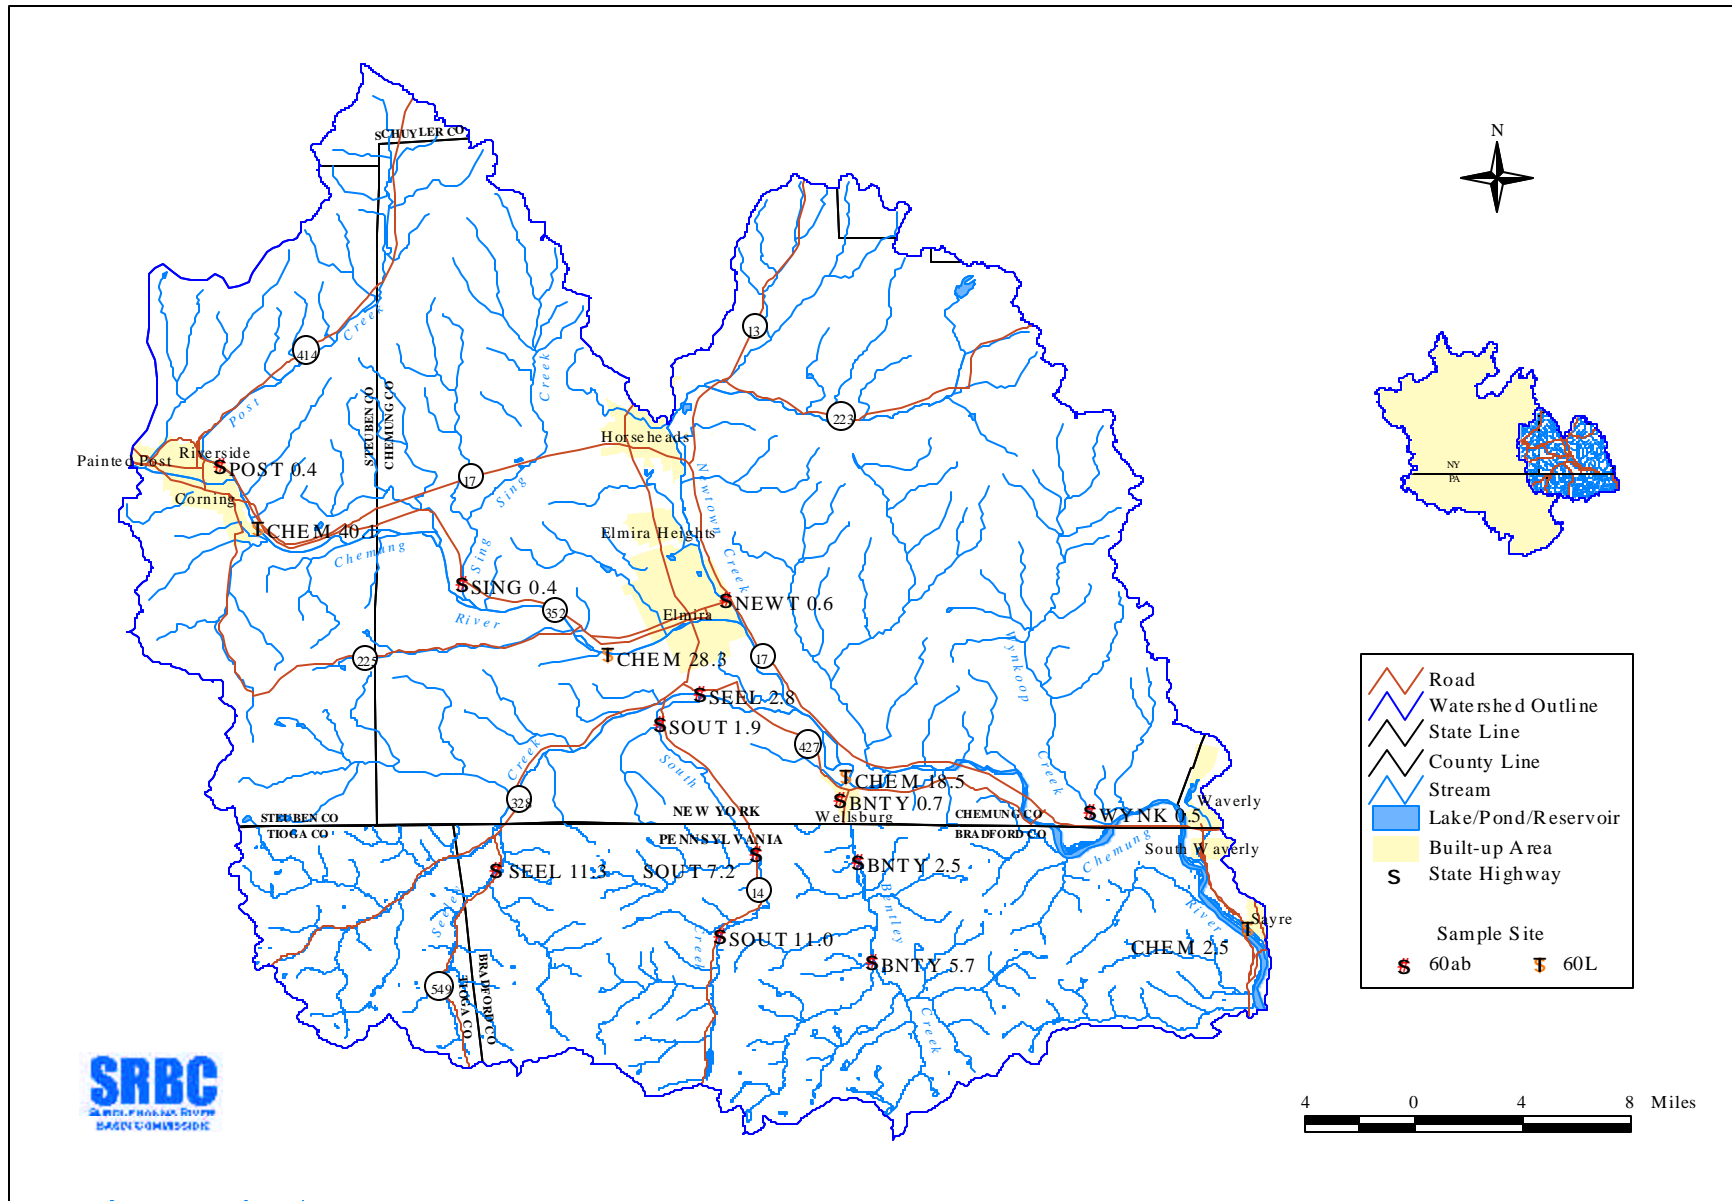 SCHUYLER CO
N
13
Creek
414
Creek
STEUBEN CO
CHEMUNG CO
Post
223
Horseheads
Riverside
Painted Post
POST 0.4
NY
PA
17
Sing
Newtown
Corning
CHEM 40.1
Elmira Heights
Chemung
Sing
Creek
SING 0.4
NEWT 0.6
352
Elmira
River
Wynkoop
225
CHEM 28.3
17
SEEL 2.8
SOUT 1.9
427
Creek
South
Creek
CHEM 18.5
328
BNTY 0.7
Waverly
NEW YORK
CHEMUNG CO
WYNK 0.5
STEUBEN CO
Wellsburg
TIOGA CO
PENNSYLVANIA
BRADFORD CO
Chemung
South Waverly
SEEL 11.3
SOUT 7.2
BNTY 2.5
14
Seeley
Bentley
River
Sayre
SOUT 11.0
CHEM 2.5
Creek
BNTY 5.7
549
BRADFORD CO
TIOGA CO
Creek
Road
Watershed Outline
State Line
County Line
Stream
Lake/Pond/Reservoir
Built-up Area
S State Highway
Sample Site
60ab
60L
SRBC
SUSQUEHANNA RIVER
BASIN COMMISSION
4 0 4 8 Miles